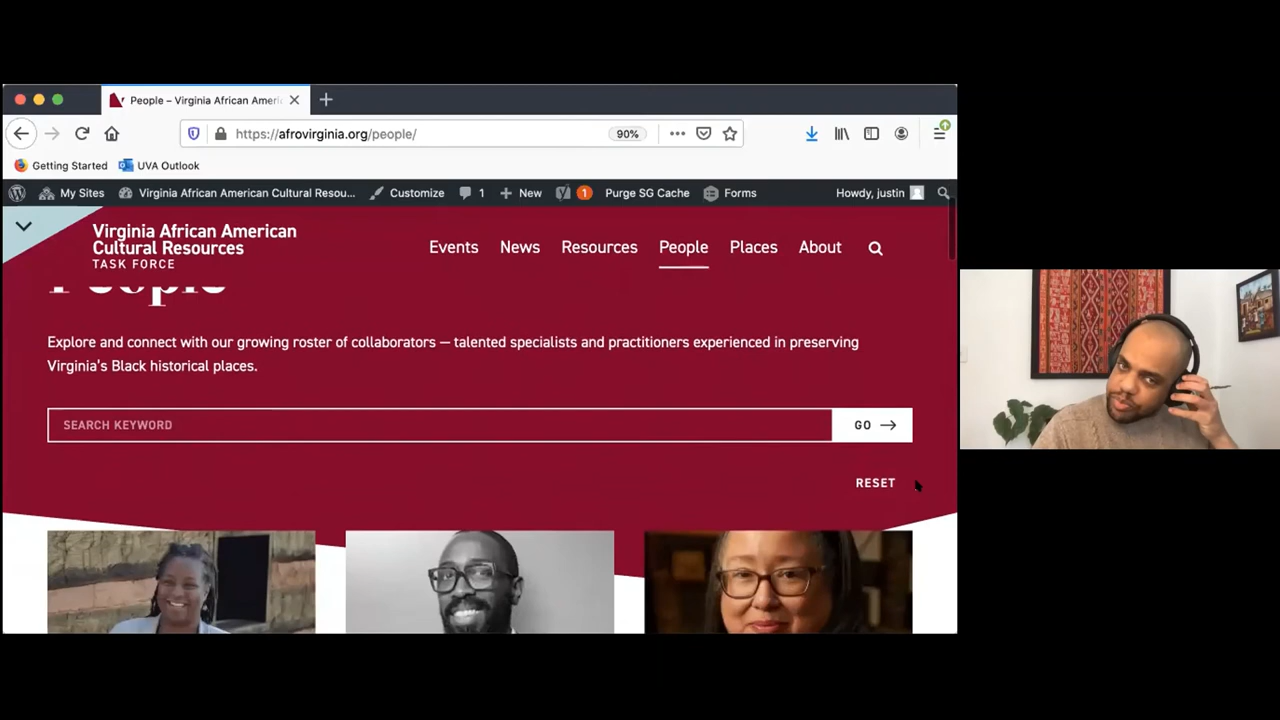 People – Virginia African Ameri
https://afrovirginia.org/people/
90%
Getting Started
UVA Outlook
My Sites
Virginia African American Cultural Resou...
Customize
1
New
1
Purge SG Cache
Forms
Howdy, justin
Virginia African American
Cultural Resources
TASK FORCE
Events
News
Resources
People
Places
About
People
Explore and connect with our growing roster of collaborators — talented specialists and practitioners experienced in preserving
Virginia's Black historical places.
SEARCH KEYWORD
GO →
RESET